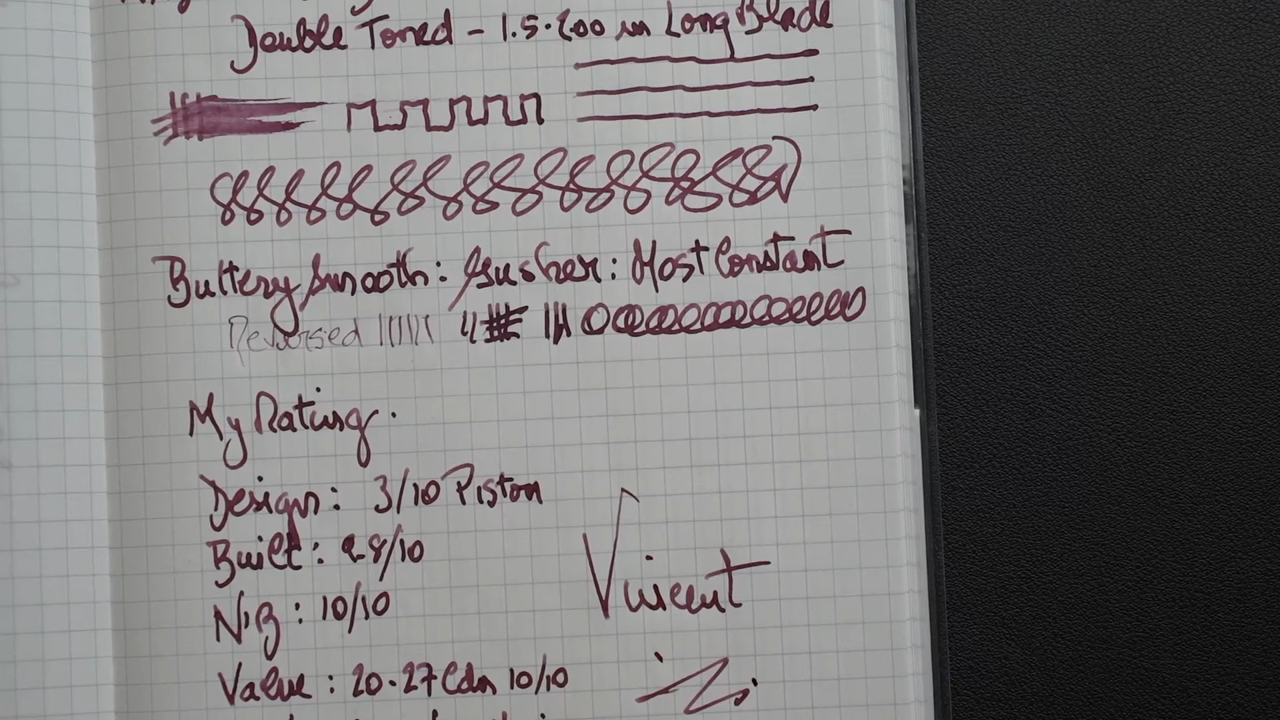 Double Toned - 1.5·200 m Long Blade
Buttery Smooth: Gusher: Most Constant
Reversed
My Rating.
Design: 3/10 Piston
Built: 9.8/10
Nib: 10/10
Vincent
Value: 20·27 Cdn 10/10